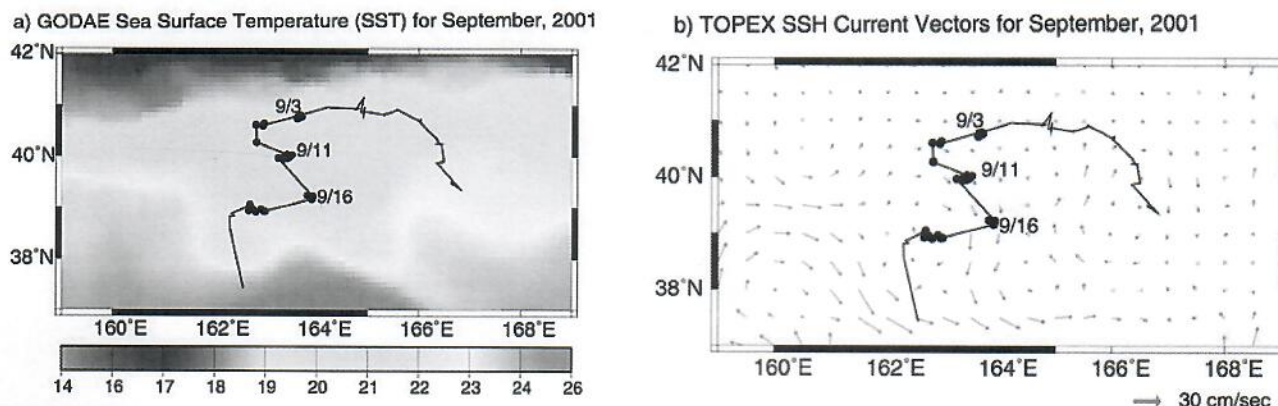 a) GODAE Sea Surface Temperature (SST) for September, 2001
42°N
40°N
38°N
9/3
9/11
9/16
160°E 162°E 164°E 166°E 168°E
14 15 16 17 18 19 20 21 22 23 24 25 26
b) TOPEX SSH Current Vectors for September, 2001
42°N
40°N
38°N
9/3
9/11
9/16
160°E 162°E 164°E 166°E 168°E
30 cm/sec